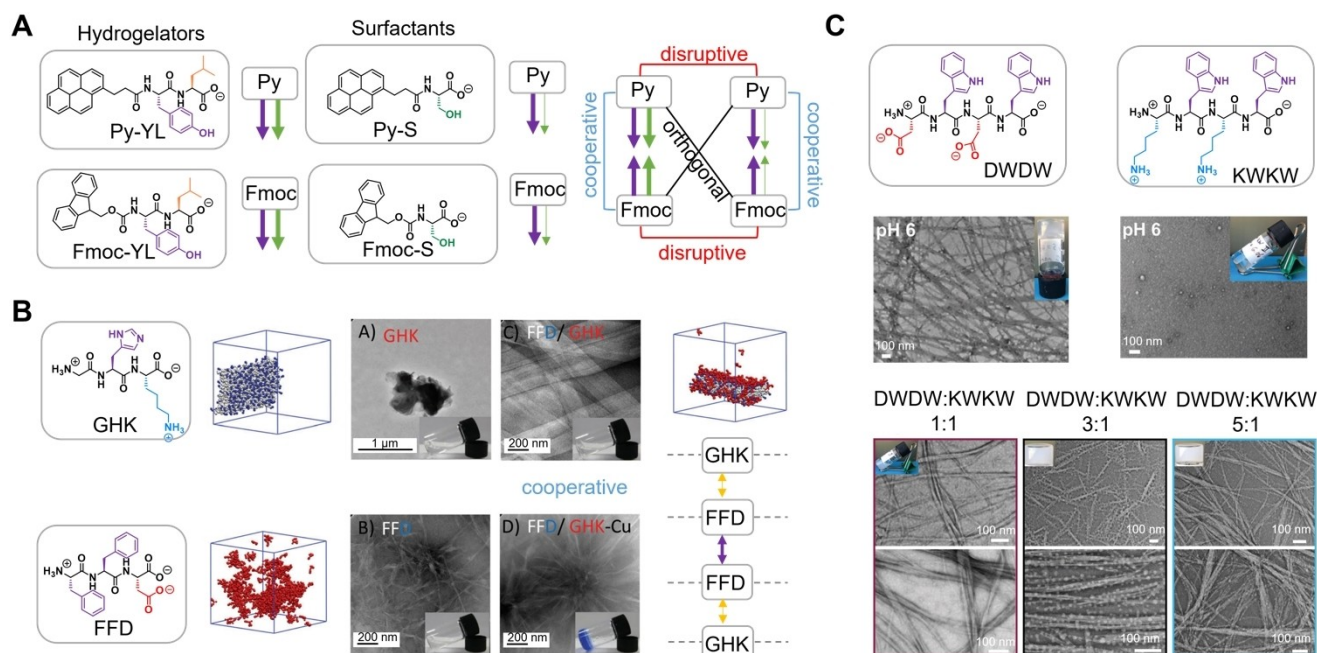 A
Hydrogelators
Surfactants
Py-YL
Py
Py-S
Py
Fmoc-YL
Fmoc
Fmoc-S
Fmoc
disruptive
Py
Py
cooperative
orthogonal
cooperative
Fmoc
Fmoc
disruptive
B
GHK
FFD
A) GHK
1 µm
C) FFD/ GHK
200 nm
cooperative
B) FFD
200 nm
D) FFD/ GHK-Cu
200 nm
GHK
FFD
FFD
GHK
C
DWDW
KWKW
pH 6
100 nm
pH 6
100 nm
DWDW:KWKW
1:1
DWDW:KWKW
3:1
DWDW:KWKW
5:1
100 nm
100 nm
100 nm
100 nm
100 nm
100 nm